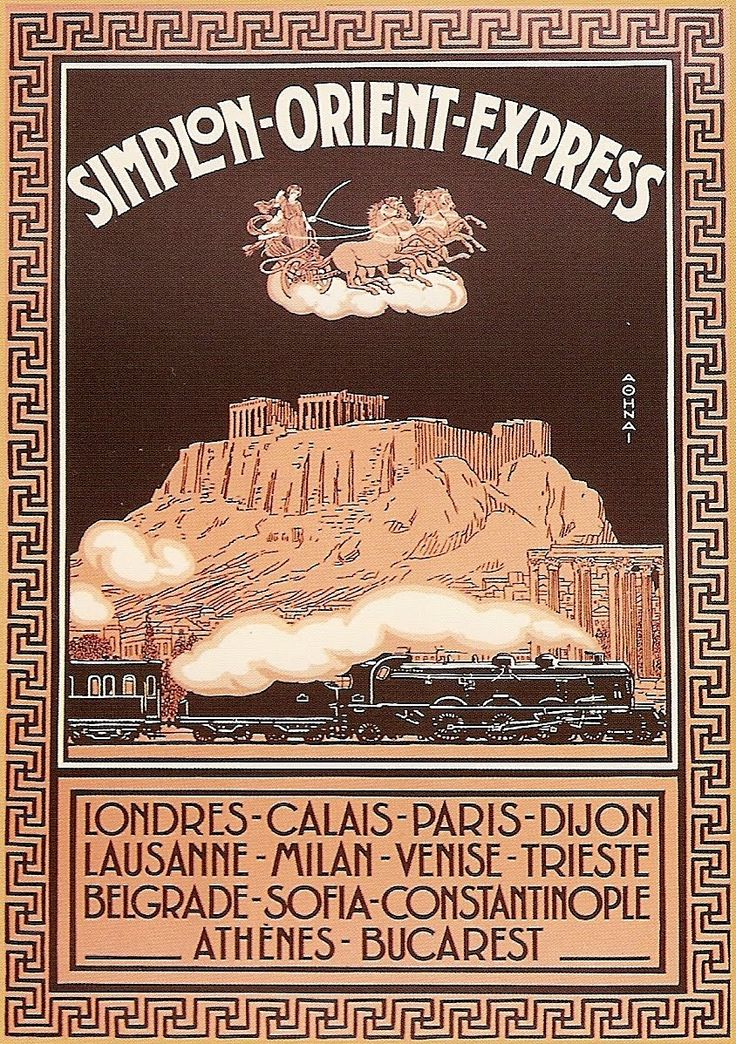 SIMPLON-ORIENT-EXPRESS
ΑΘΗΝΑΙ
LONDRES-CALAIS-PARIS-DIJON
LAUSANNE-MILAN-VENISE-TRIESTE
BELGRADE-SOFIA-CONSTANTINOPLE
ATHÈNES-BUCAREST